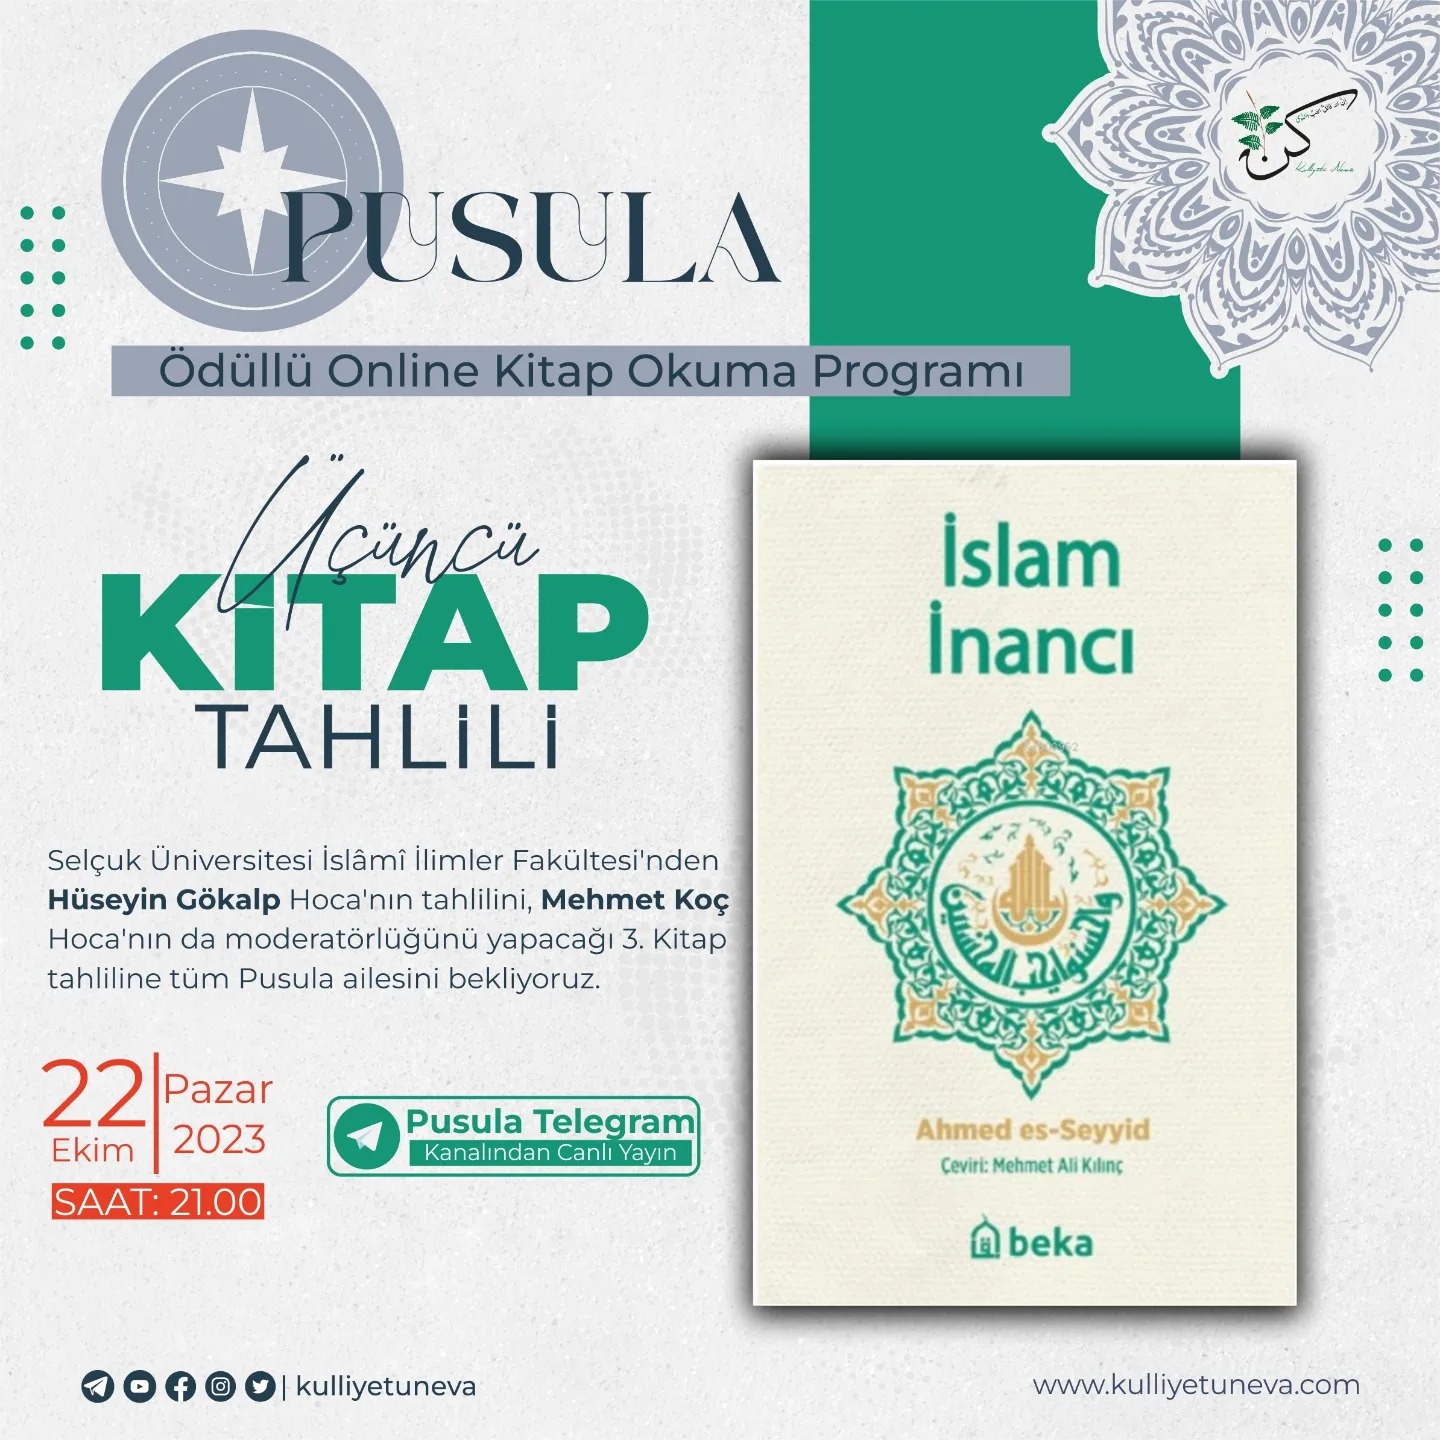 PUSULA
Ödüllü Online Kitap Okuma Programı
Üçüncü
KİTAP
TAHLİLİ
Selçuk Üniversitesi İslâmî İlimler Fakültesi'nden
Hüseyin Gökalp Hoca'nın tahlilini, Mehmet Koç
Hoca'nın da moderatörlüğünü yapacağı 3. Kitap
tahliline tüm Pusula ailesini bekliyoruz.
22
Ekim
Pazar
2023
SAAT: 21.00
Pusula Telegram
Kanalından Canlı Yayın
İslam
İnancı
Ahmed es-Seyyid
Çeviri: Mehmet Ali Kılınç
beka
| kulliyetuneva
www.kulliyetuneva.com